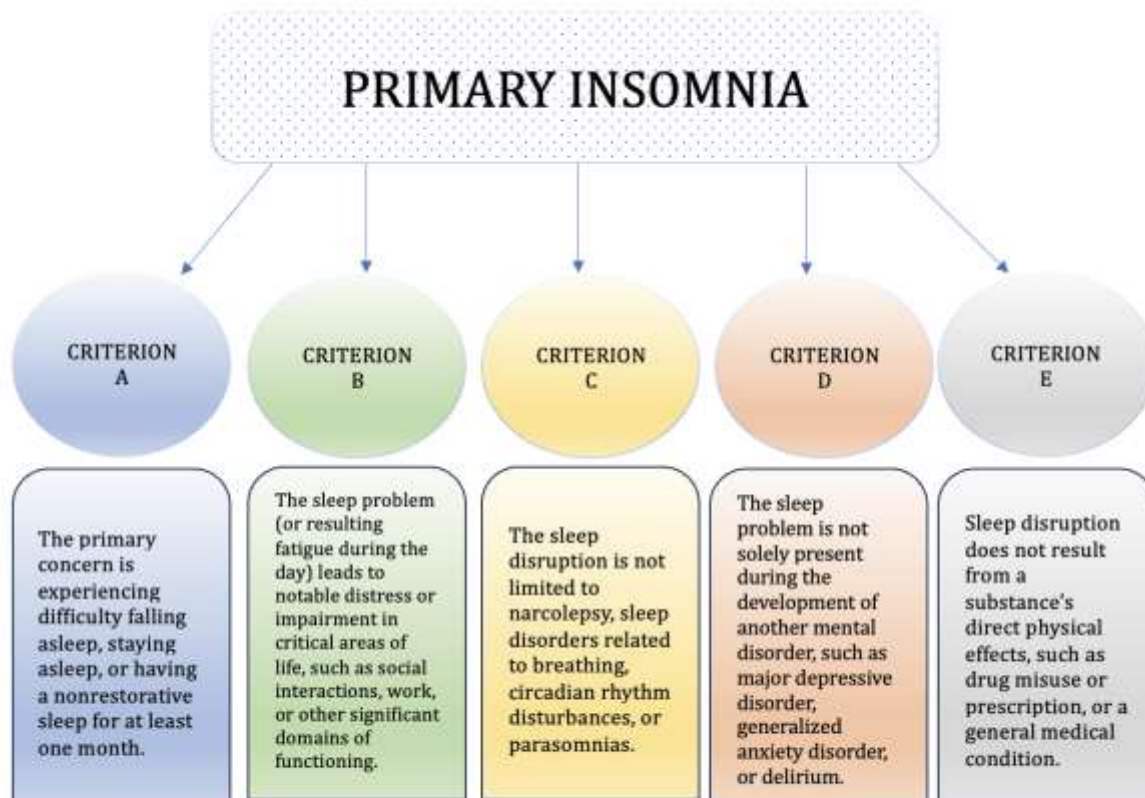 PRIMARY INSOMNIA
CRITERION
A
CRITERION
B
CRITERION
C
CRITERION
D
CRITERION
E
The primary
concern is
experiencing
difficulty falling
asleep, staying
asleep, or having
a nonrestorative
sleep for at least
one month.
The sleep problem
(or resulting
fatigue during the
day) leads to
notable distress or
impairment in
critical areas of
life, such as social
interactions, work,
or other significant
domains of
functioning.
The sleep
disruption is not
limited to
narcolepsy, sleep
disorders related
to breathing,
circadian rhythm
disturbances, or
parasomnias.
The sleep
problem is not
solely present
during the
development of
another mental
disorder, such as
major depressive
disorder,
generalized
anxiety disorder,
or delirium.
Sleep disruption
does not result
from a
substance's
direct physical
effects, such as
drug misuse or
prescription, or a
general medical
condition.